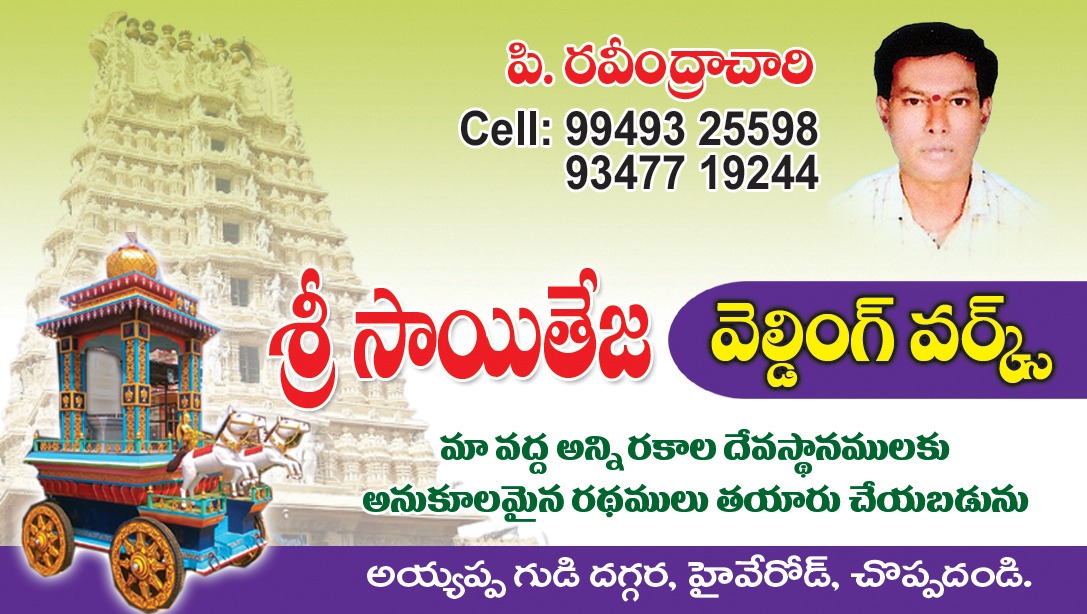 పి. రవీంద్రాచారి
Cell: 99493 25598
93477 19244
శ్రీ సాయితేజ వెల్డింగ్ వర్క్స్
మా వద్ద అన్ని రకాల దేవస్థానములకు
అనుకూలమైన రథములు తయారు చేయబడును
అయ్యప్ప గుడి దగ్గర, హైవేరోడ్, చొప్పదండి.